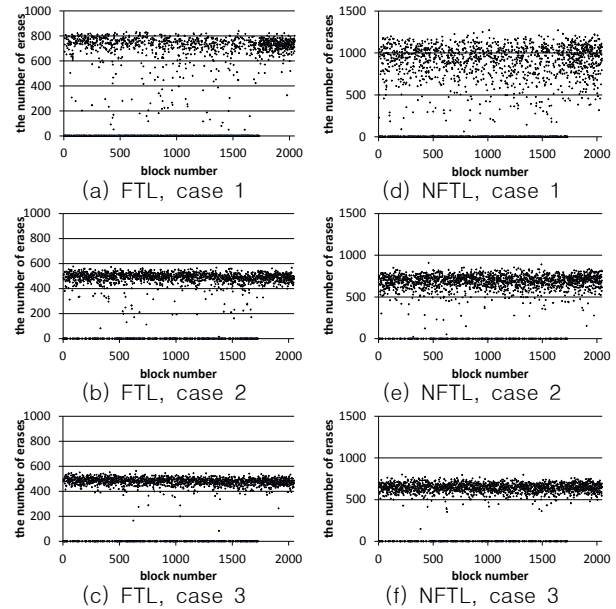 the number of erases
1000
800
600
400
200
0
0 500 1000 1500 2000
block number
(a) FTL, case 1
the number of erases
1500
1000
500
0
0 500 1000 1500 2000
block number
(d) NFTL, case 1
the number of erases
1000
800
600
400
200
0
0 500 1000 1500 2000
block number
(b) FTL, case 2
the number of erases
1500
1000
500
0
0 500 1000 1500 2000
block number
(e) NFTL, case 2
the number of erases
1000
800
600
400
200
0
0 500 1000 1500 2000
block number
(c) FTL, case 3
the number of erases
1500
1000
500
0
0 500 1000 1500 2000
block number
(f) NFTL, case 3